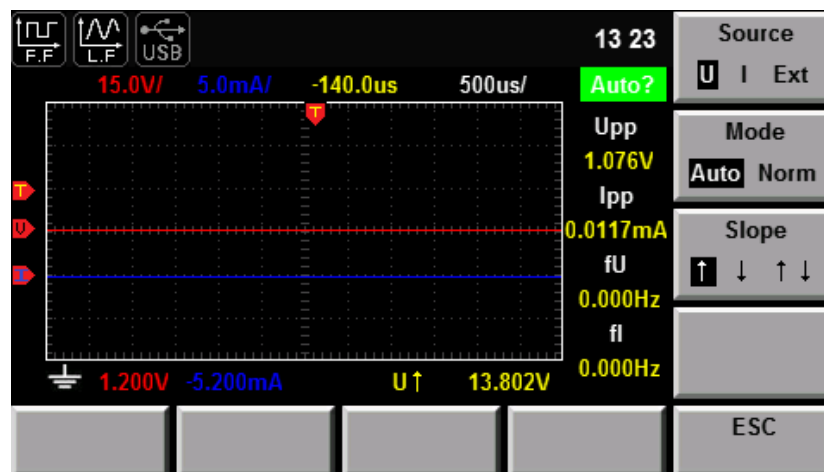 F.F L.F USB 13 23
15.0V/ 5.0mA/ -140.0us 500us/ Auto?
T
T
U
I
Upp
1.076V
Ipp
0.0117mA
fU
0.000Hz
fI
0.000Hz
1.200V -5.200mA U↑ 13.802V
Source
U I Ext
Mode
Auto Norm
Slope
↑ ↓ ↑↓
ESC